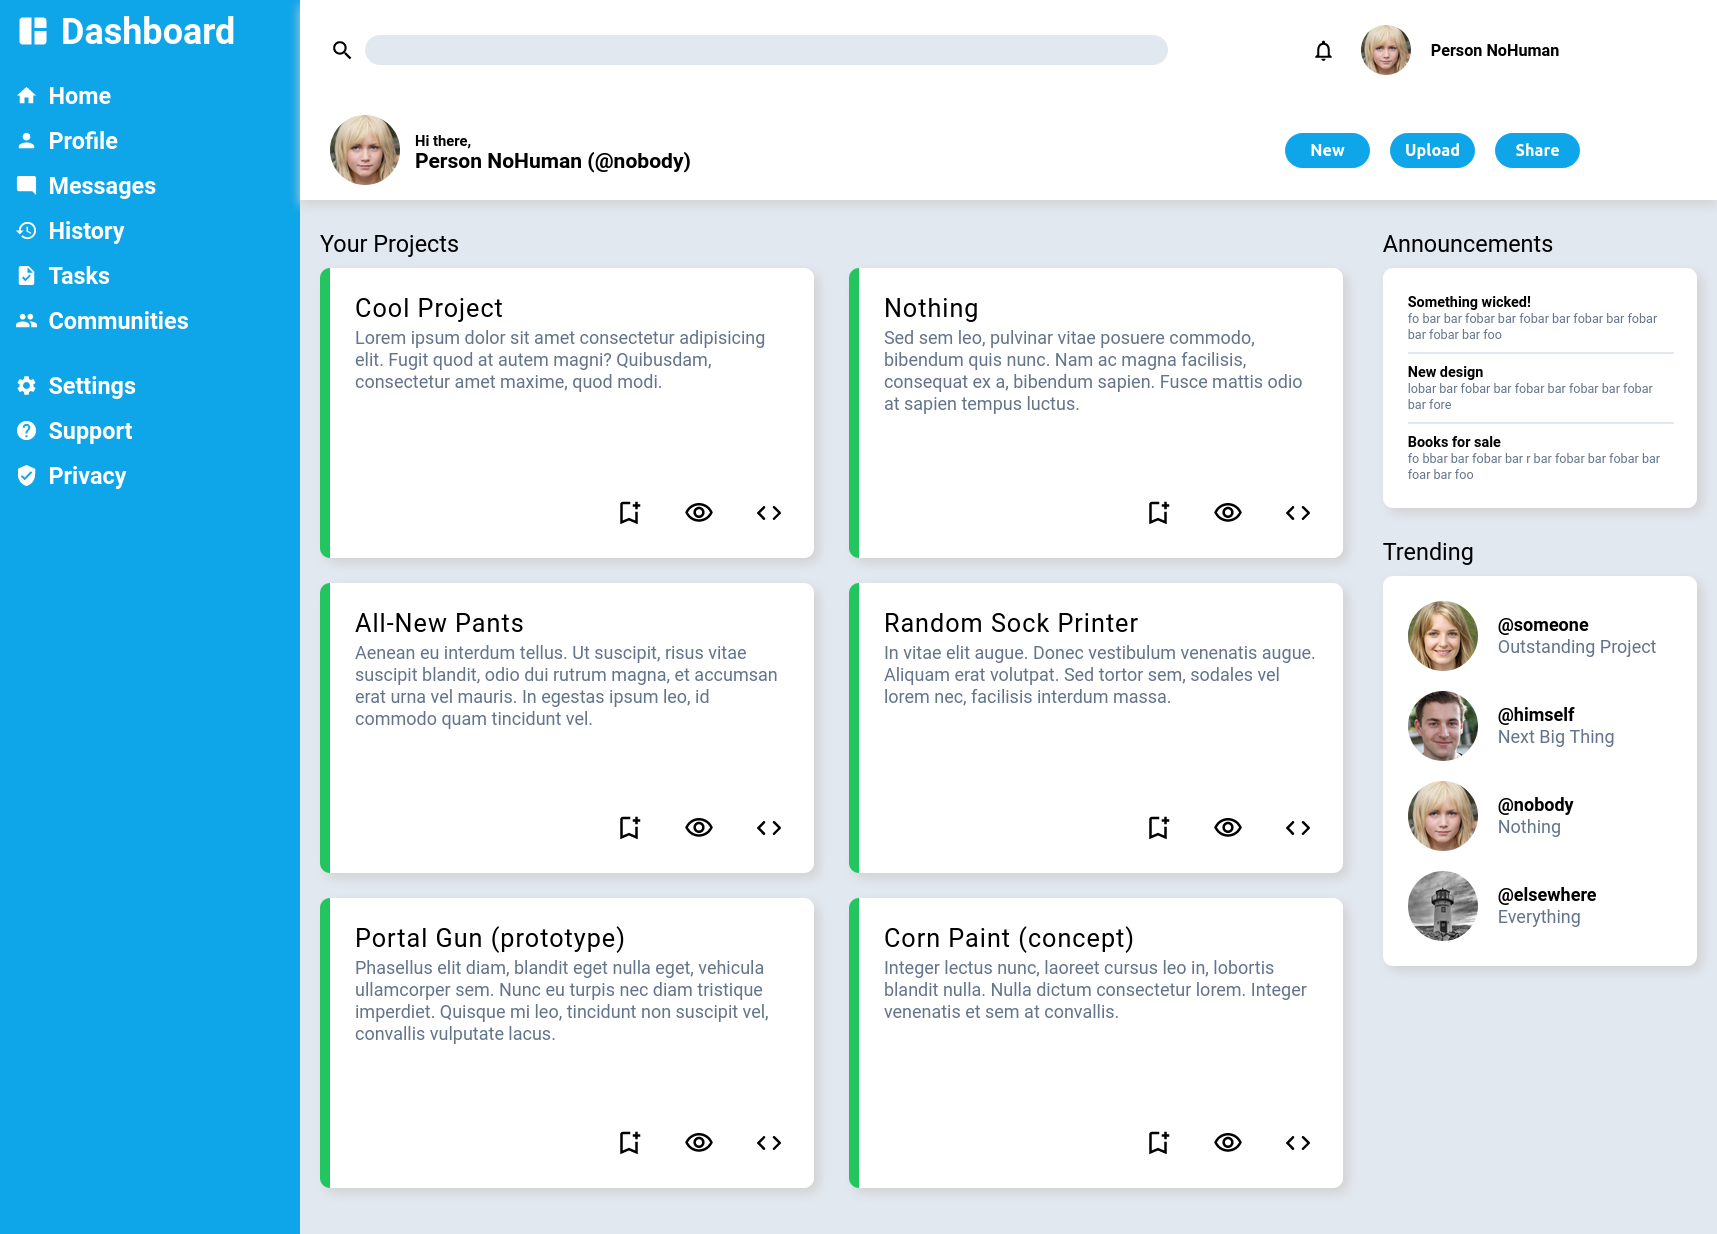 Dashboard
Home
Profile
Messages
History
Tasks
Communities
Settings
Support
Privacy
Person NoHuman
Hi there,
Person NoHuman (@nobody)
New
Upload
Share
Your Projects
Cool Project
Lorem ipsum dolor sit amet consectetur adipisicing
elit. Fugit quod at autem magni? Quibusdam,
consectetur amet maxime, quod modi.
Nothing
Sed sem leo, pulvinar vitae posuere commodo,
bibendum quis nunc. Nam ac magna facilisis,
consequat ex a, bibendum sapien. Fusce mattis odio
at sapien tempus luctus.
All-New Pants
Aenean eu interdum tellus. Ut suscipit, risus vitae
suscipit blandit, odio dui rutrum magna, et accumsan
erat urna vel mauris. In egestas ipsum leo, id
commodo quam tincidunt vel.
Random Sock Printer
In vitae elit augue. Donec vestibulum venenatis augue.
Aliquam erat volutpat. Sed tortor sem, sodales vel
lorem nec, facilisis interdum massa.
Portal Gun (prototype)
Phasellus elit diam, blandit eget nulla eget, vehicula
ullamcorper sem. Nunc eu turpis nec diam tristique
imperdiet. Quisque mi leo, tincidunt non suscipit vel,
convallis vulputate lacus.
Corn Paint (concept)
Integer lectus nunc, laoreet cursus leo in, lobortis
blandit nulla. Nulla dictum consectetur lorem. Integer
venenatis et sem at convallis.
Announcements
Something wicked!
fo bar bar fobar bar fobar bar fobar bar fobar
bar fobar bar foo
New design
lobar bar fobar bar fobar bar fobar bar fobar
bar fore
Books for sale
fo bbar bar fobar bar r bar fobar bar fobar bar
foar bar foo
Trending
@someone
Outstanding Project
@himself
Next Big Thing
@nobody
Nothing
@elsewhere
Everything